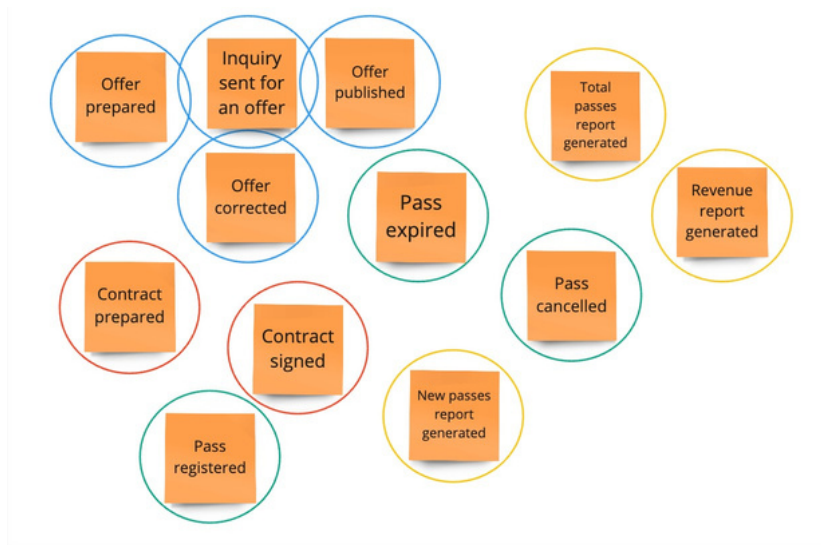 Offer
prepared
Inquiry
sent for
an offer
Offer
published
Total
passes
report
generated
Offer
corrected
Pass
expired
Revenue
report
generated
Contract
prepared
Pass
cancelled
Contract
signed
New passes
report
generated
Pass
registered